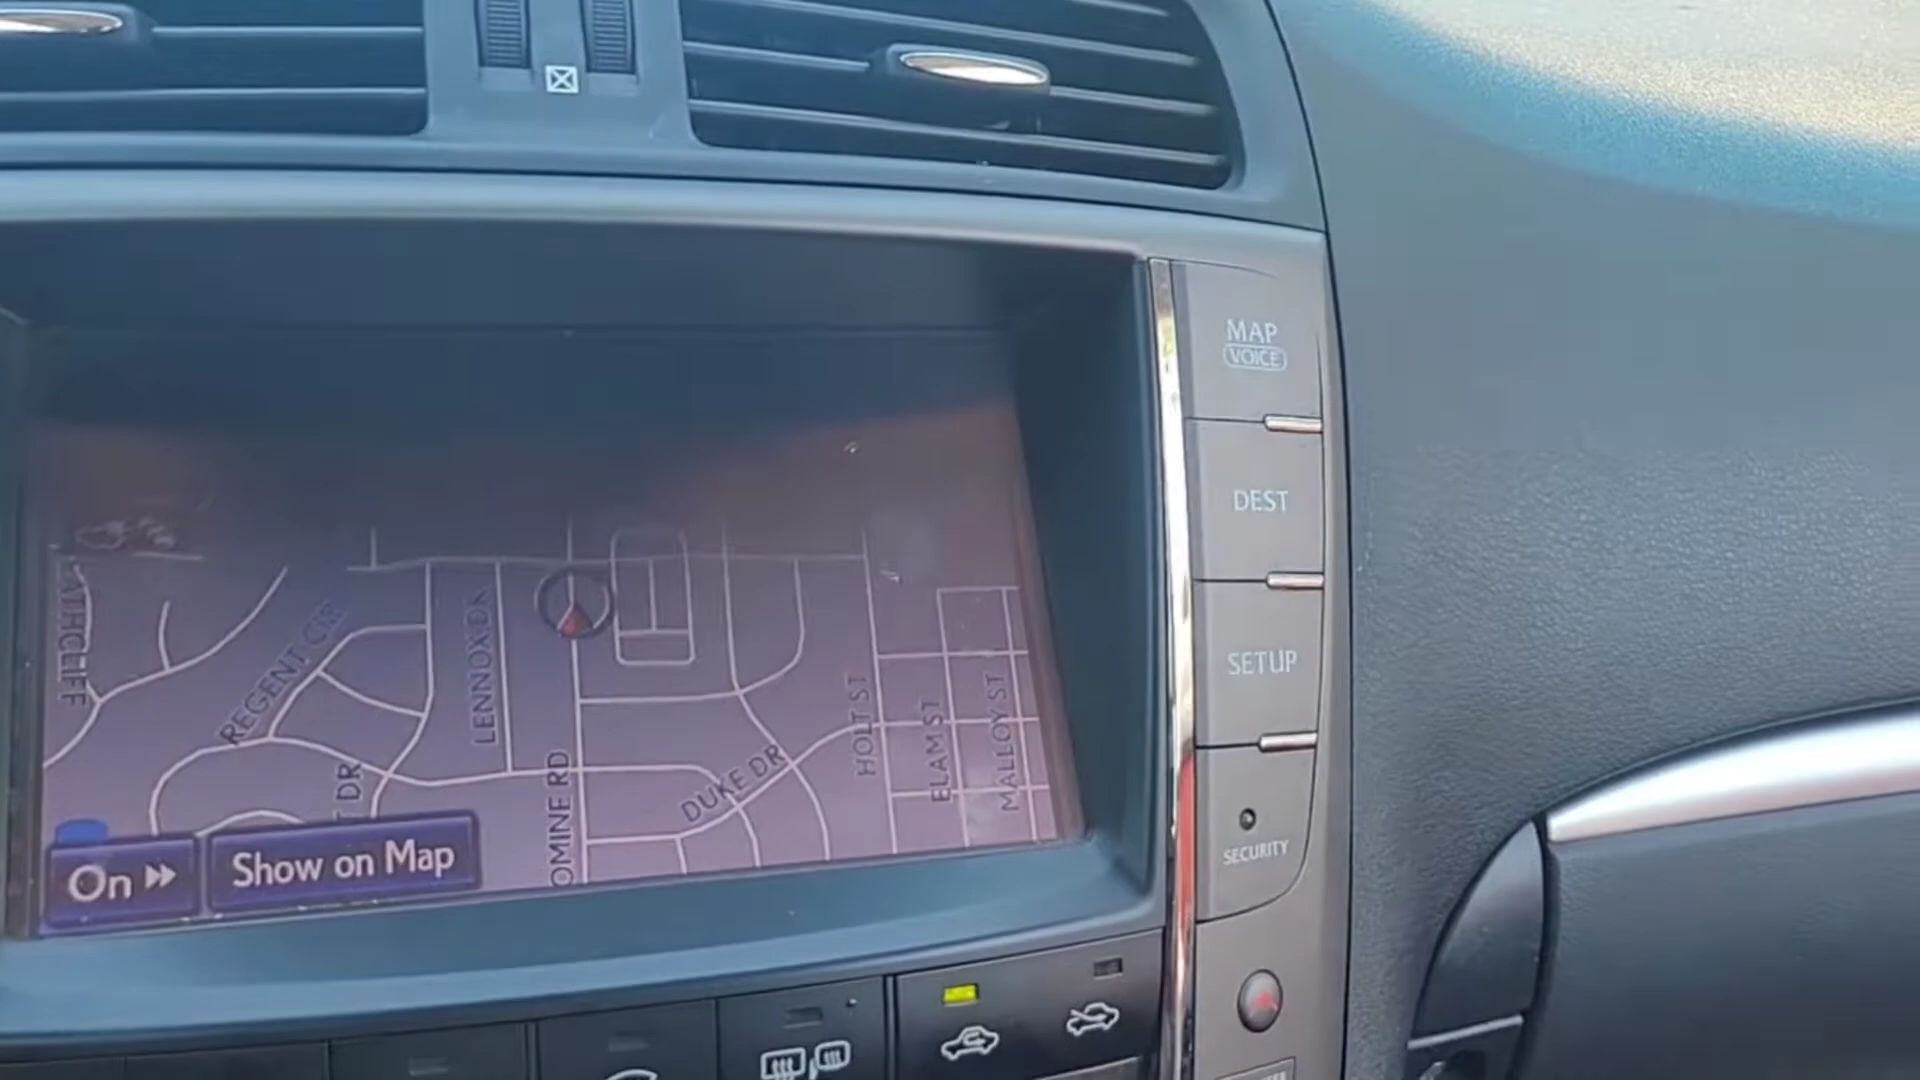 MAP
VOICE
DEST
SETUP
SECURITY
REGENT CIR
LENNOX DR
HOLT ST
ELAM ST
MALLOY ST
DUKE DR
OMINE RD
T DR
On
Show on Map